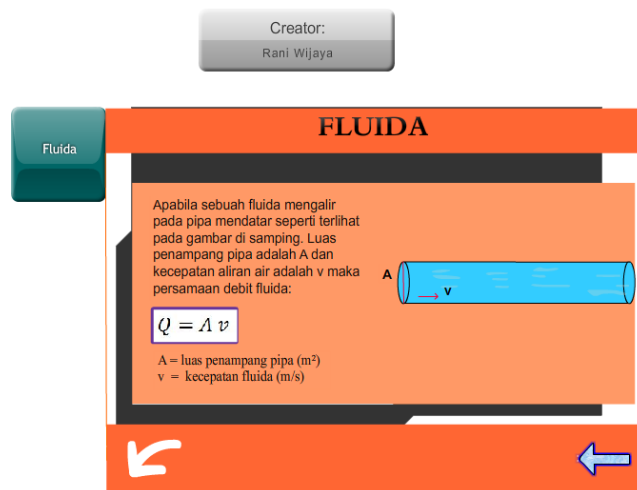 Creator:
Rani Wijaya
Fluida
FLUIDA
Apabila sebuah fluida mengalir
pada pipa mendatar seperti terlihat
pada gambar di samping. Luas
penampang pipa adalah A dan
kecepatan aliran air adalah v maka
persamaan debit fluida:
Q = A v
A = luas penampang pipa (m²)
v = kecepatan fluida (m/s)
A
v